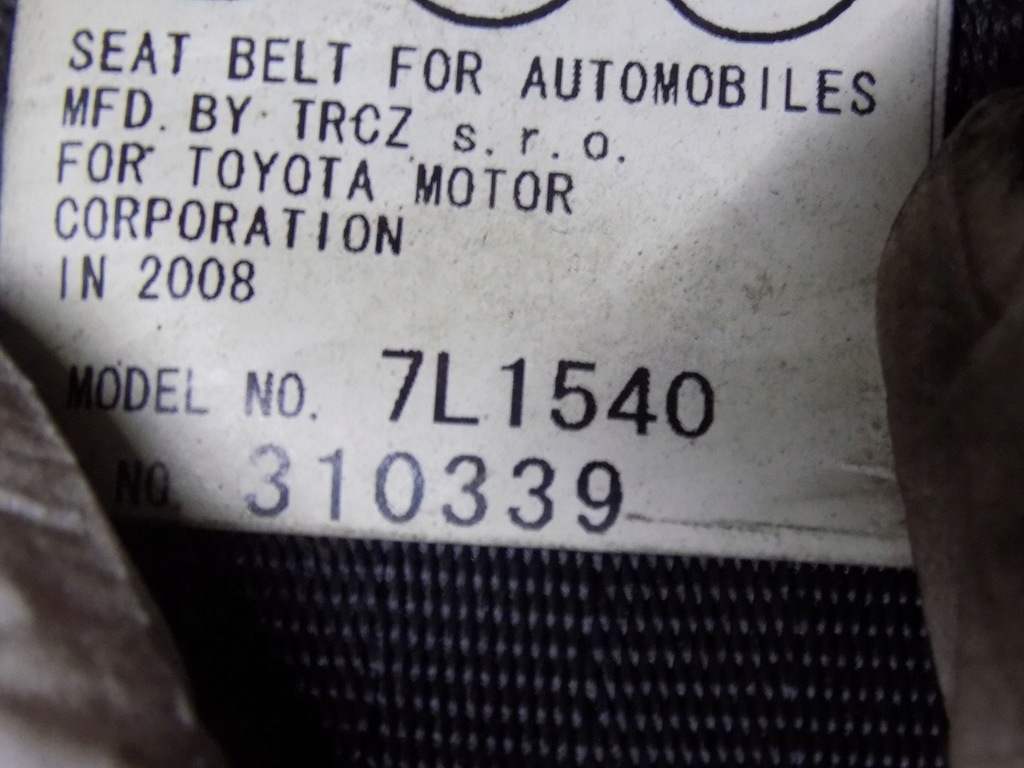 SEAT BELT FOR AUTOMOBILES
MFD. BY TRCZ s.r.o.
FOR TOYOTA MOTOR
CORPORATION
IN 2008
MODEL NO. 7L1540
NO. 310339